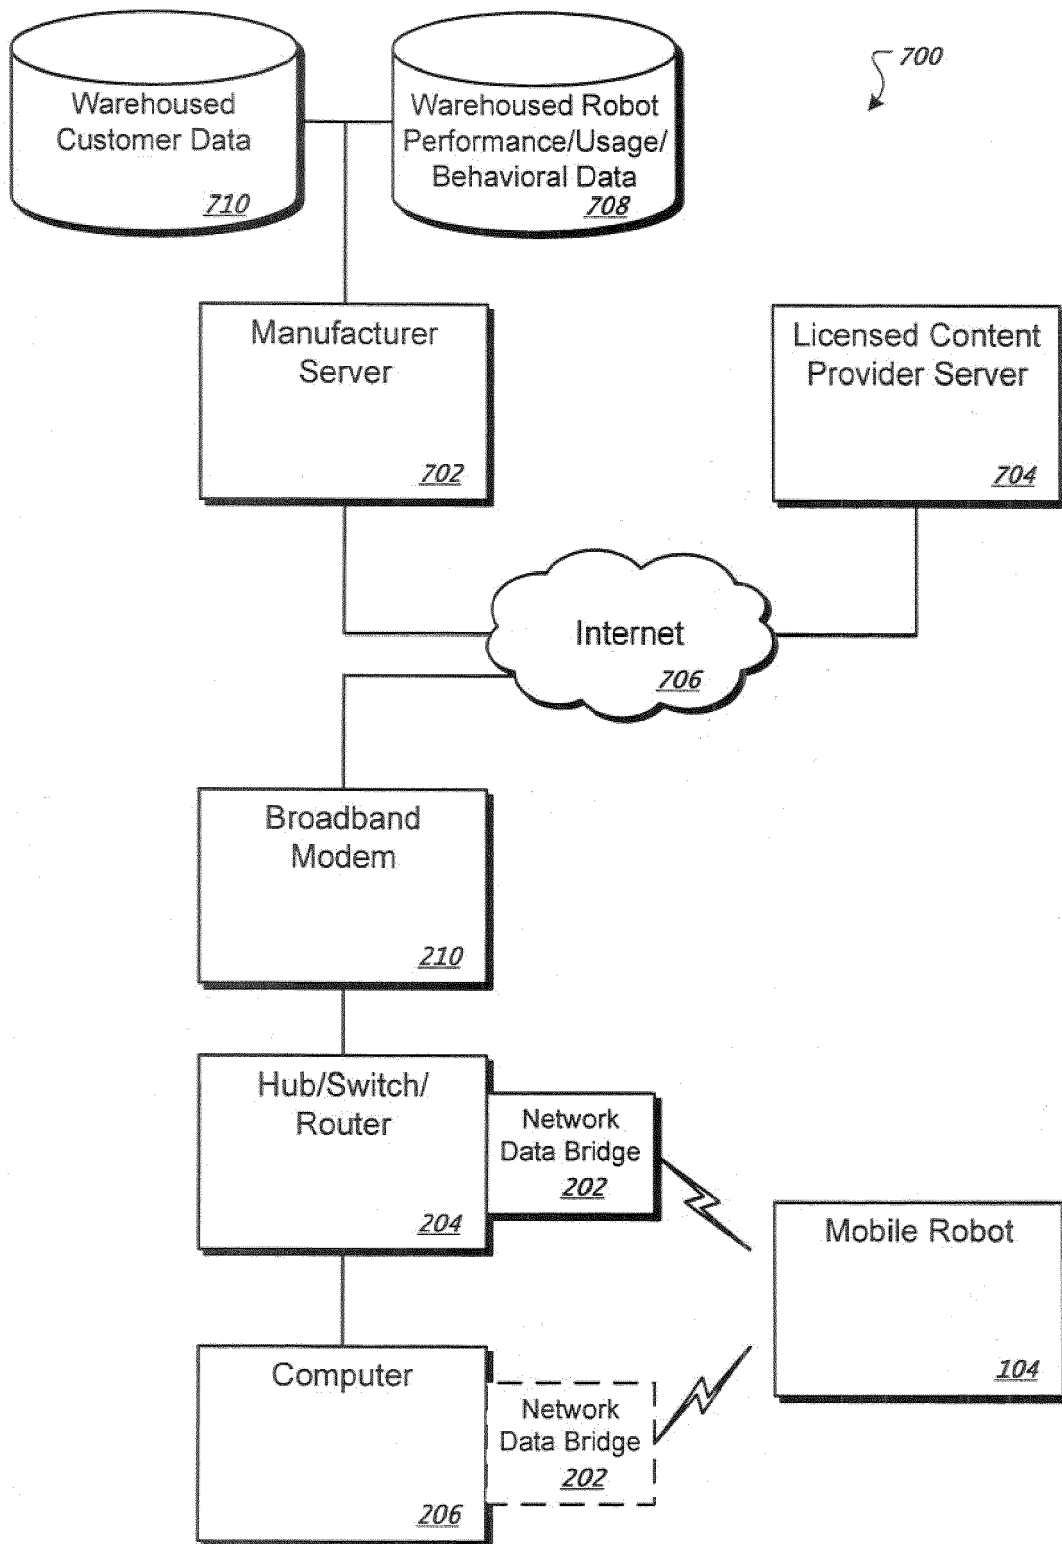 700
Warehoused
Customer Data
710
Warehoused Robot
Performance/Usage/
Behavioral Data
708
Manufacturer
Server
702
Licensed Content
Provider Server
704
Internet
706
Broadband
Modem
210
Hub/Switch/
Router
204
Network
Data Bridge
202
Mobile Robot
104
Computer
206
Network
Data Bridge
202